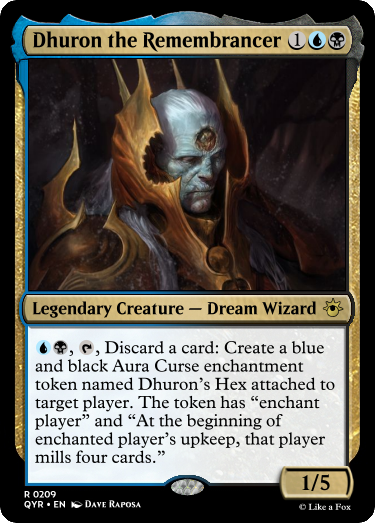 Dhuron the Remembrancer 1
Legendary Creature — Dream Wizard
, , Discard a card: Create a blue
and black Aura Curse enchantment
token named Dhuron's Hex attached to
target player. The token has “enchant
player” and “At the beginning of
enchanted player's upkeep, that player
mills four cards.”
1/5
R 0209
QYR • EN Dave Raposa
© Like a Fox